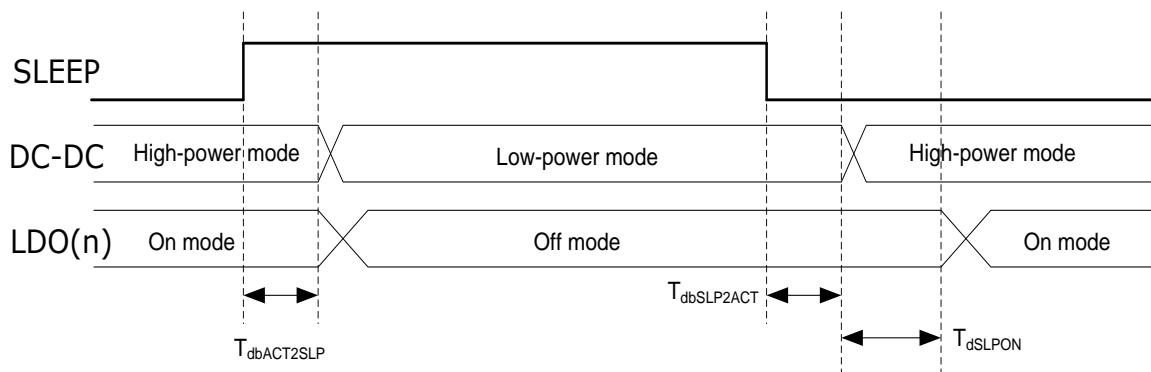 SLEEP
DC-DC High-power mode Low-power mode High-power mode
LDO(n) On mode Off mode On mode
TdbSLP2ACT
TdbACT2SLP TdSLPON